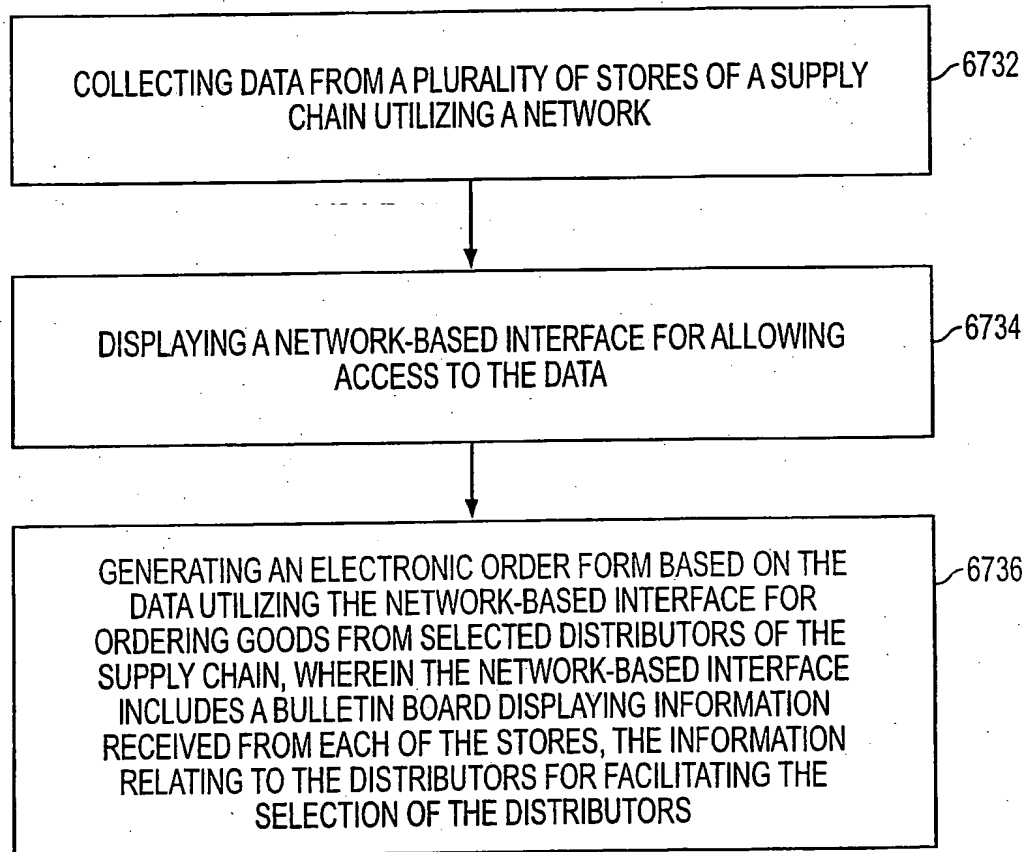 COLLECTING DATA FROM A PLURALITY OF STORES OF A SUPPLY
CHAIN UTILIZING A NETWORK
6732
DISPLAYING A NETWORK-BASED INTERFACE FOR ALLOWING
ACCESS TO THE DATA
6734
GENERATING AN ELECTRONIC ORDER FORM BASED ON THE
DATA UTILIZING THE NETWORK-BASED INTERFACE FOR
ORDERING GOODS FROM SELECTED DISTRIBUTORS OF THE
SUPPLY CHAIN, WHEREIN THE NETWORK-BASED INTERFACE
INCLUDES A BULLETIN BOARD DISPLAYING INFORMATION
RECEIVED FROM EACH OF THE STORES, THE INFORMATION
RELATING TO THE DISTRIBUTORS FOR FACILITATING THE
SELECTION OF THE DISTRIBUTORS
6736